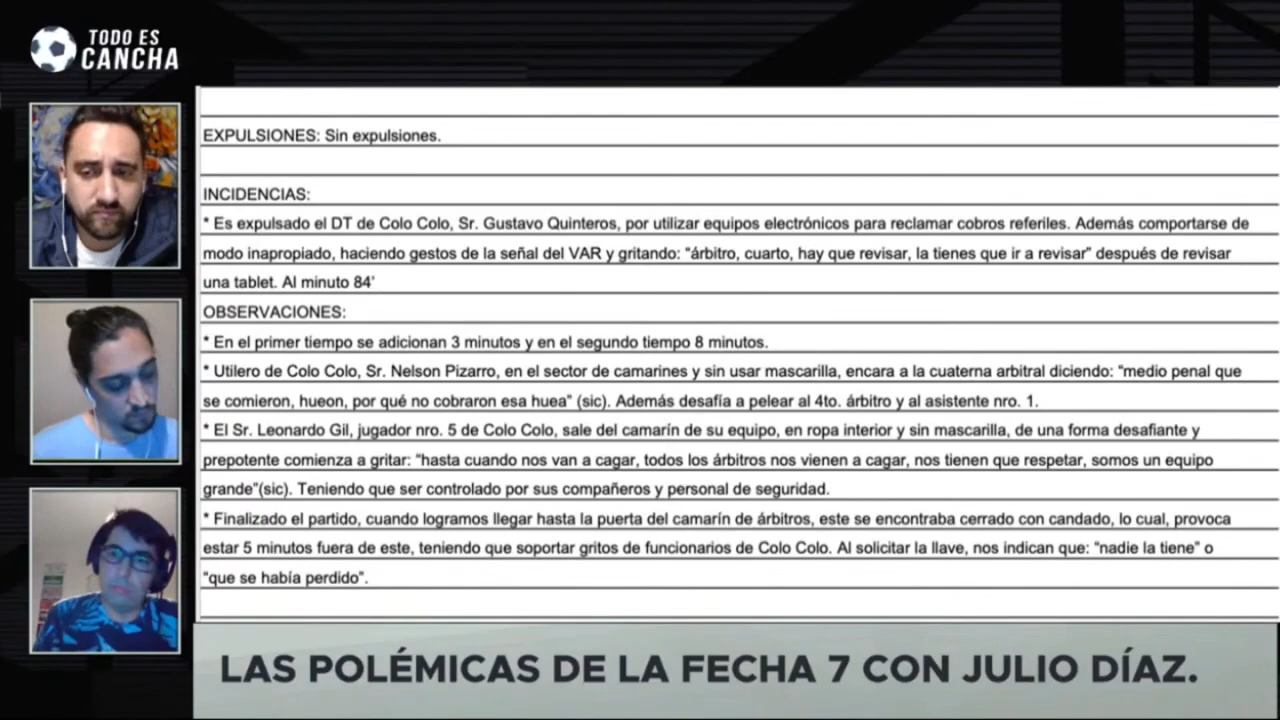 TODO ES
CANCHA
EXPULSIONES: Sin expulsiones.
INCIDENCIAS:
* Es expulsado el DT de Colo Colo, Sr. Gustavo Quinteros, por utilizar equipos electrónicos para reclamar cobros referiles. Además comportarse de
modo inapropiado, haciendo gestos de la señal del VAR y gritando: “árbitro, cuarto, hay que revisar, la tienes que ir a revisar” después de revisar
una tablet. Al minuto 84'
OBSERVACIONES:
* En el primer tiempo se adicionan 3 minutos y en el segundo tiempo 8 minutos.
* Utilero de Colo Colo, Sr. Nelson Pizarro, en el sector de camarines y sin usar mascarilla, encara a la cuaterna arbitral diciendo: “medio penal que
se comieron, hueon, por qué no cobraron esa huea” (sic). Además desafía a pelear al 4to. árbitro y al asistente nro. 1.
* El Sr. Leonardo Gil, jugador nro. 5 de Colo Colo, sale del camarín de su equipo, en ropa interior y sin mascarilla, de una forma desafiante y
prepotente comienza a gritar: “hasta cuando nos van a cagar, todos los árbitros nos vienen a cagar, nos tienen que respetar, somos un equipo
grande”(sic). Teniendo que ser controlado por sus compañeros y personal de seguridad.
* Finalizado el partido, cuando logramos llegar hasta la puerta del camarín de árbitros, este se encontraba cerrado con candado, lo cual, provoca
estar 5 minutos fuera de este, teniendo que soportar gritos de funcionarios de Colo Colo. Al solicitar la llave, nos indican que: “nadie la tiene” o
“que se había perdido”.
LAS POLÉMICAS DE LA FECHA 7 CON JULIO DÍAZ.